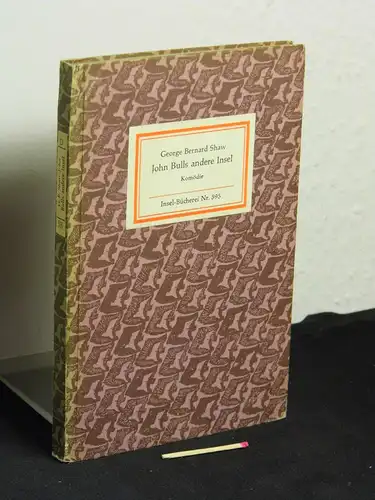 George Bernard Shaw
John Bulls andere Insel
Komödie
Insel-Bücherei Nr. 395